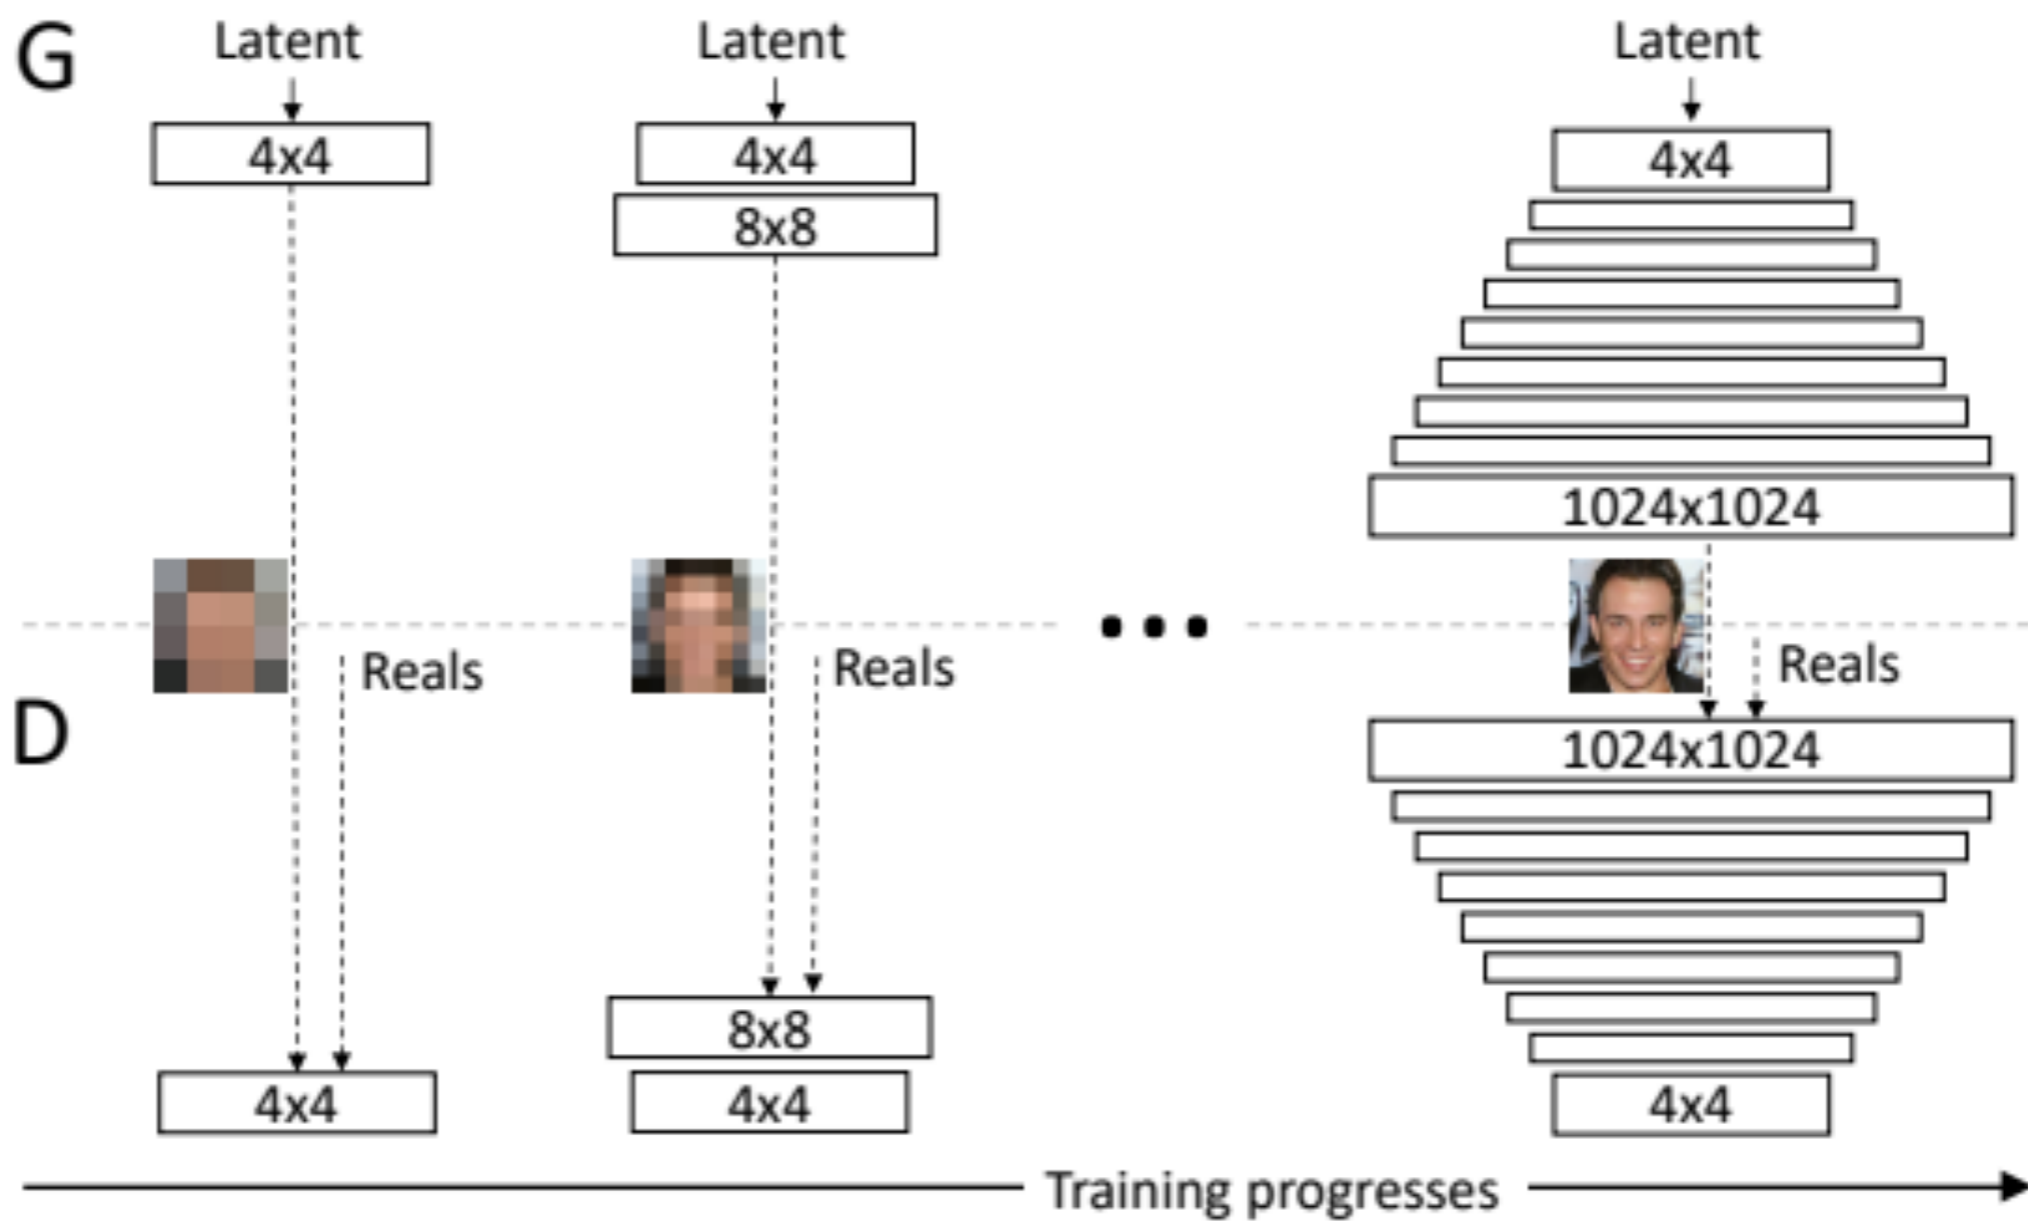 G
Latent
Latent
Latent
4x4
4x4
4x4
8x8
1024x1024
Reals
Reals
Reals
D
1024x1024
8x8
4x4
4x4
4x4
Training progresses